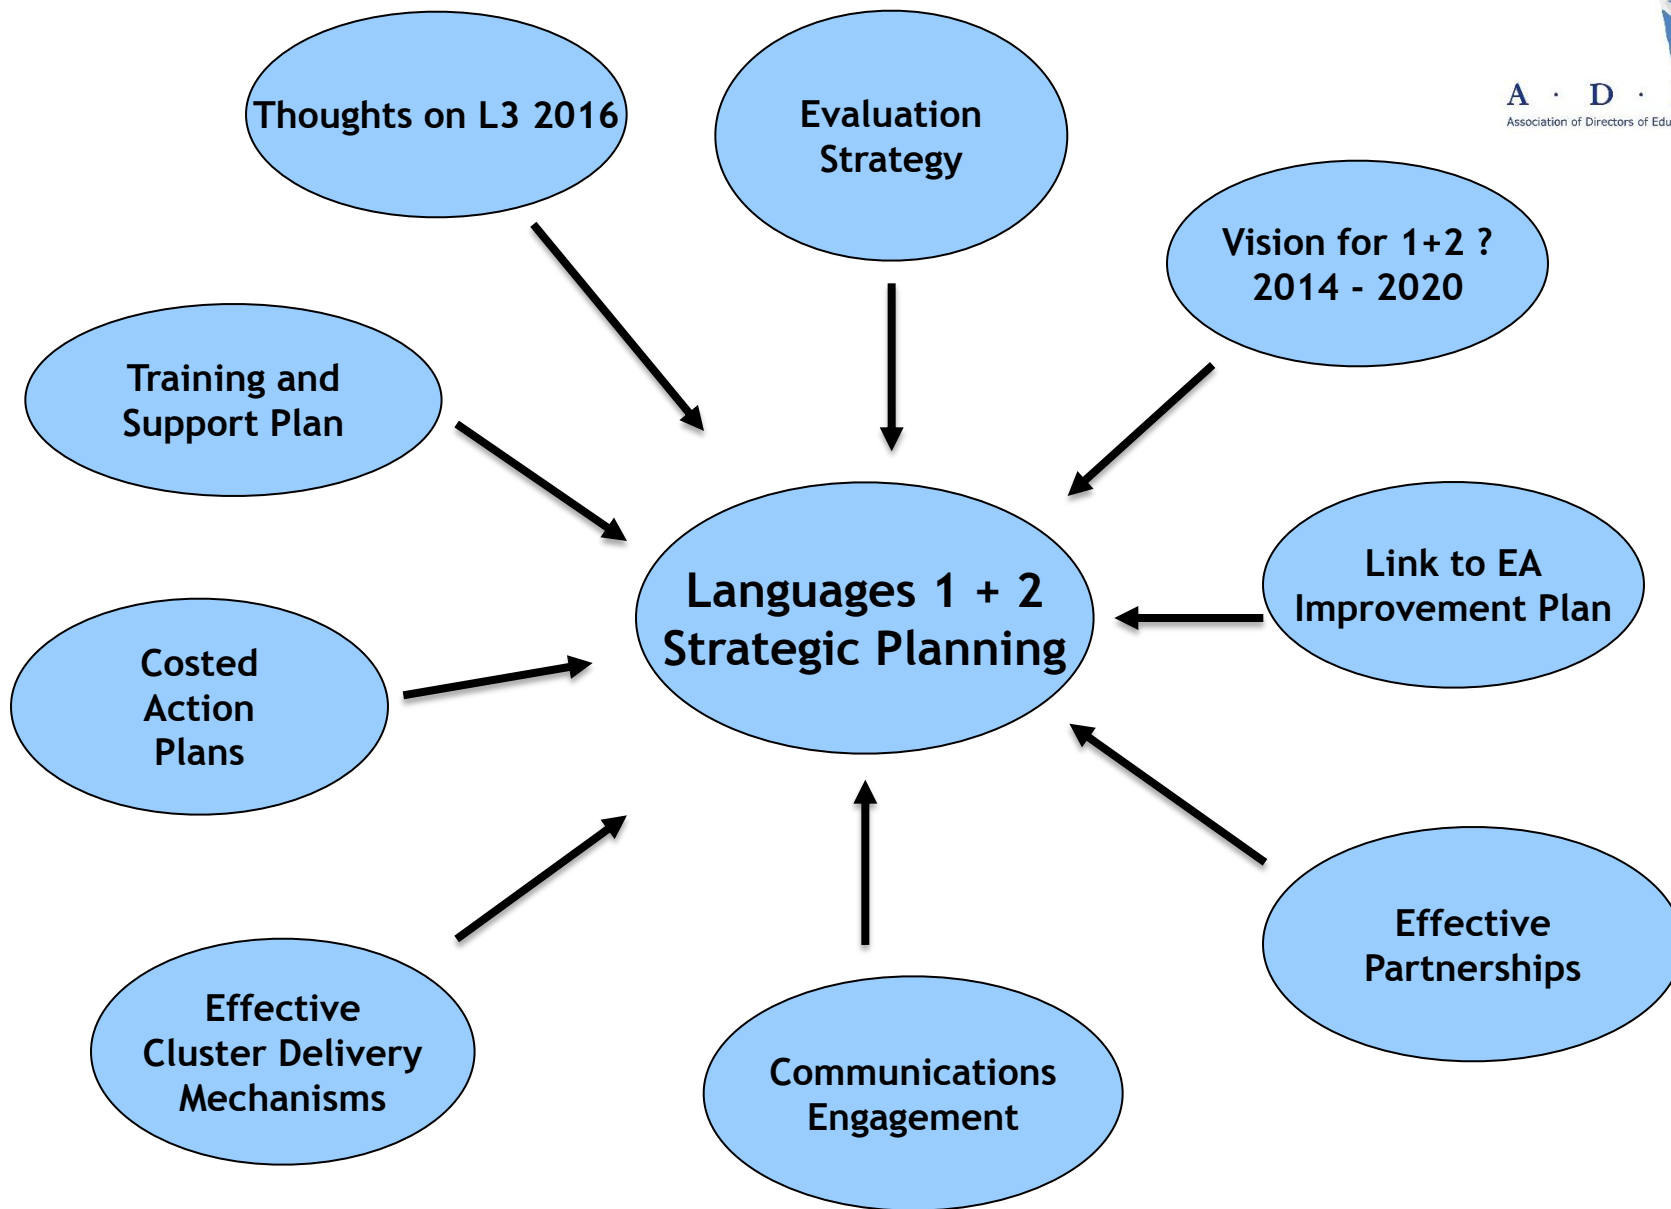 Thoughts on L3 2016
Evaluation
Strategy
A · D ·
Association of Directors of Edu
Vision for 1+2 ?
2014 - 2020
Training and
Support Plan
Link to EA
Improvement Plan
Languages 1 + 2
Strategic Planning
Costed
Action
Plans
Effective
Partnerships
Effective
Cluster Delivery
Mechanisms
Communications
Engagement